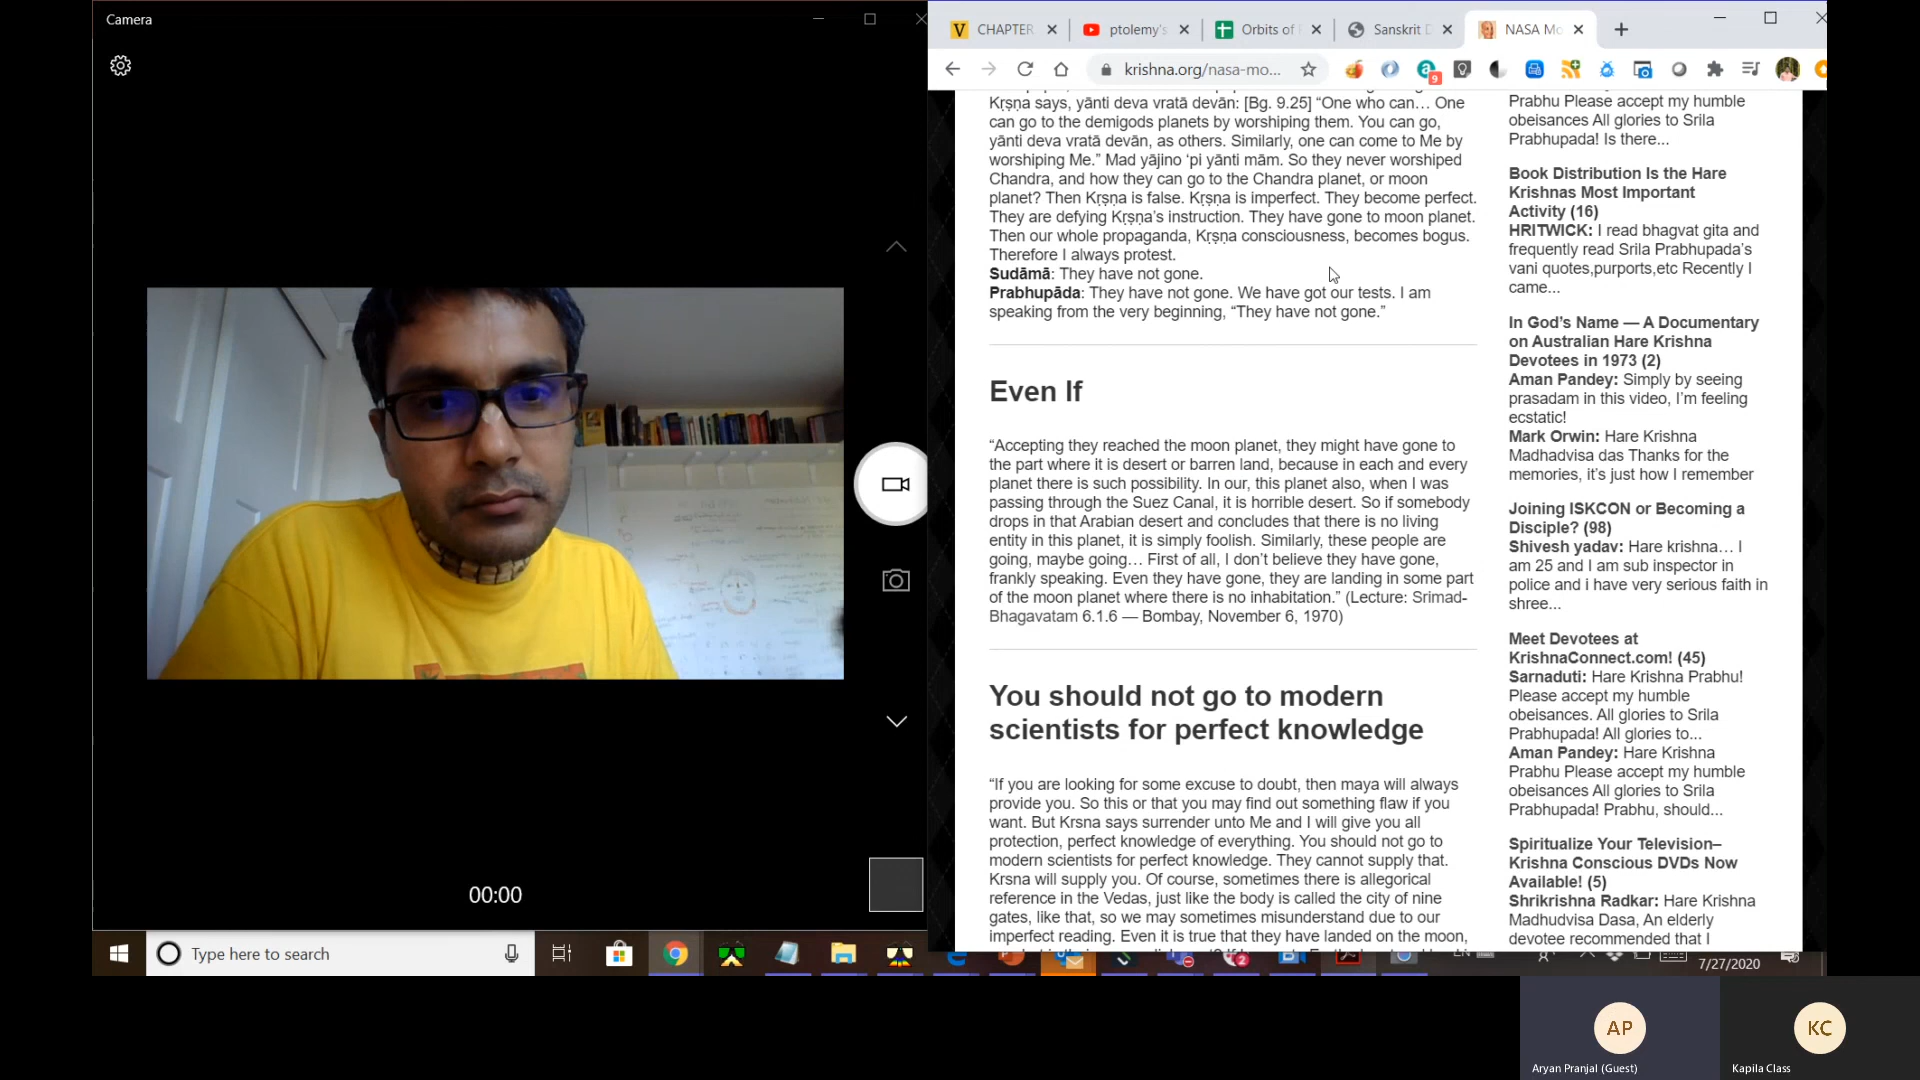 Camera
00:00
Type here to search
CHAPTER
ptolemy's
Orbits of
Sanskrit D
NASA Mo
krishna.org/nasa-mo...
9
Kṛṣṇa says, yānti deva vratā devān: [Bg. 9.25] “One who can… One
can go to the demigods planets by worshiping them. You can go,
yānti deva vratā devān, as others. Similarly, one can come to Me by
worshiping Me.” Mad yājino ‘pi yānti mām. So they never worshiped
Chandra, and how they can go to the Chandra planet, or moon
planet? Then Kṛṣṇa is false. Kṛṣṇa is imperfect. They become perfect.
They are defying Kṛṣṇa’s instruction. They have gone to moon planet.
Then our whole propaganda, Kṛṣṇa consciousness, becomes bogus.
Therefore I always protest.
Sudāmā: They have not gone.
Prabhupāda: They have not gone. We have got our tests. I am
speaking from the very beginning, “They have not gone.”
Even If
“Accepting they reached the moon planet, they might have gone to
the part where it is desert or barren land, because in each and every
planet there is such possibility. In our, this planet also, when I was
passing through the Suez Canal, it is horrible desert. So if somebody
drops in that Arabian desert and concludes that there is no living
entity in this planet, it is simply foolish. Similarly, these people are
going, maybe going… First of all, I don’t believe they have gone,
frankly speaking. Even they have gone, they are landing in some part
of the moon planet where there is no inhabitation.” (Lecture: Srimad-
Bhagavatam 6.1.6 — Bombay, November 6, 1970)
You should not go to modern
scientists for perfect knowledge
“If you are looking for some excuse to doubt, then maya will always
provide you. So this or that you may find out something flaw if you
want. But Krsna says surrender unto Me and I will give you all
protection, perfect knowledge of everything. You should not go to
modern scientists for perfect knowledge. They cannot supply that.
Krsna will supply you. Of course, sometimes there is allegorical
reference in the Vedas, just like the body is called the city of nine
gates, like that, so we may sometimes misunderstand due to our
imperfect reading. Even it is true that they have landed on the moon,
Prabhu Please accept my humble
obeisances All glories to Srila
Prabhupada! Is there...
Book Distribution Is the Hare
Krishnas Most Important
Activity (16)
HRITWICK: I read bhagvat gita and
frequently read Srila Prabhupada’s
vani quotes,purports,etc Recently I
came...
In God’s Name — A Documentary
on Australian Hare Krishna
Devotees in 1973 (2)
Aman Pandey: Simply by seeing
prasadam in this video, I’m feeling
ecstatic!
Mark Orwin: Hare Krishna
Madhadvisa das Thanks for the
memories, it’s just how I remember
Joining ISKCON or Becoming a
Disciple? (98)
Shivesh yadav: Hare krishna… I
am 25 and I am sub inspector in
police and i have very serious faith in
shree...
Meet Devotees at
KrishnaConnect.com! (45)
Sarnaduti: Hare Krishna Prabhu!
Please accept my humble
obeisances. All glories to Srila
Prabhupada! All glories to...
Aman Pandey: Hare Krishna
Prabhu Please accept my humble
obeisances All glories to Srila
Prabhupada! Prabhu, should...
Spiritualize Your Television–
Krishna Conscious DVDs Now
Available! (5)
Shrikrishna Radkar: Hare Krishna
Madhudvisa Dasa, An elderly
devotee recommended that I
7/27/2020
AP
Aryan Pranjal (Guest)
KC
Kapila Class